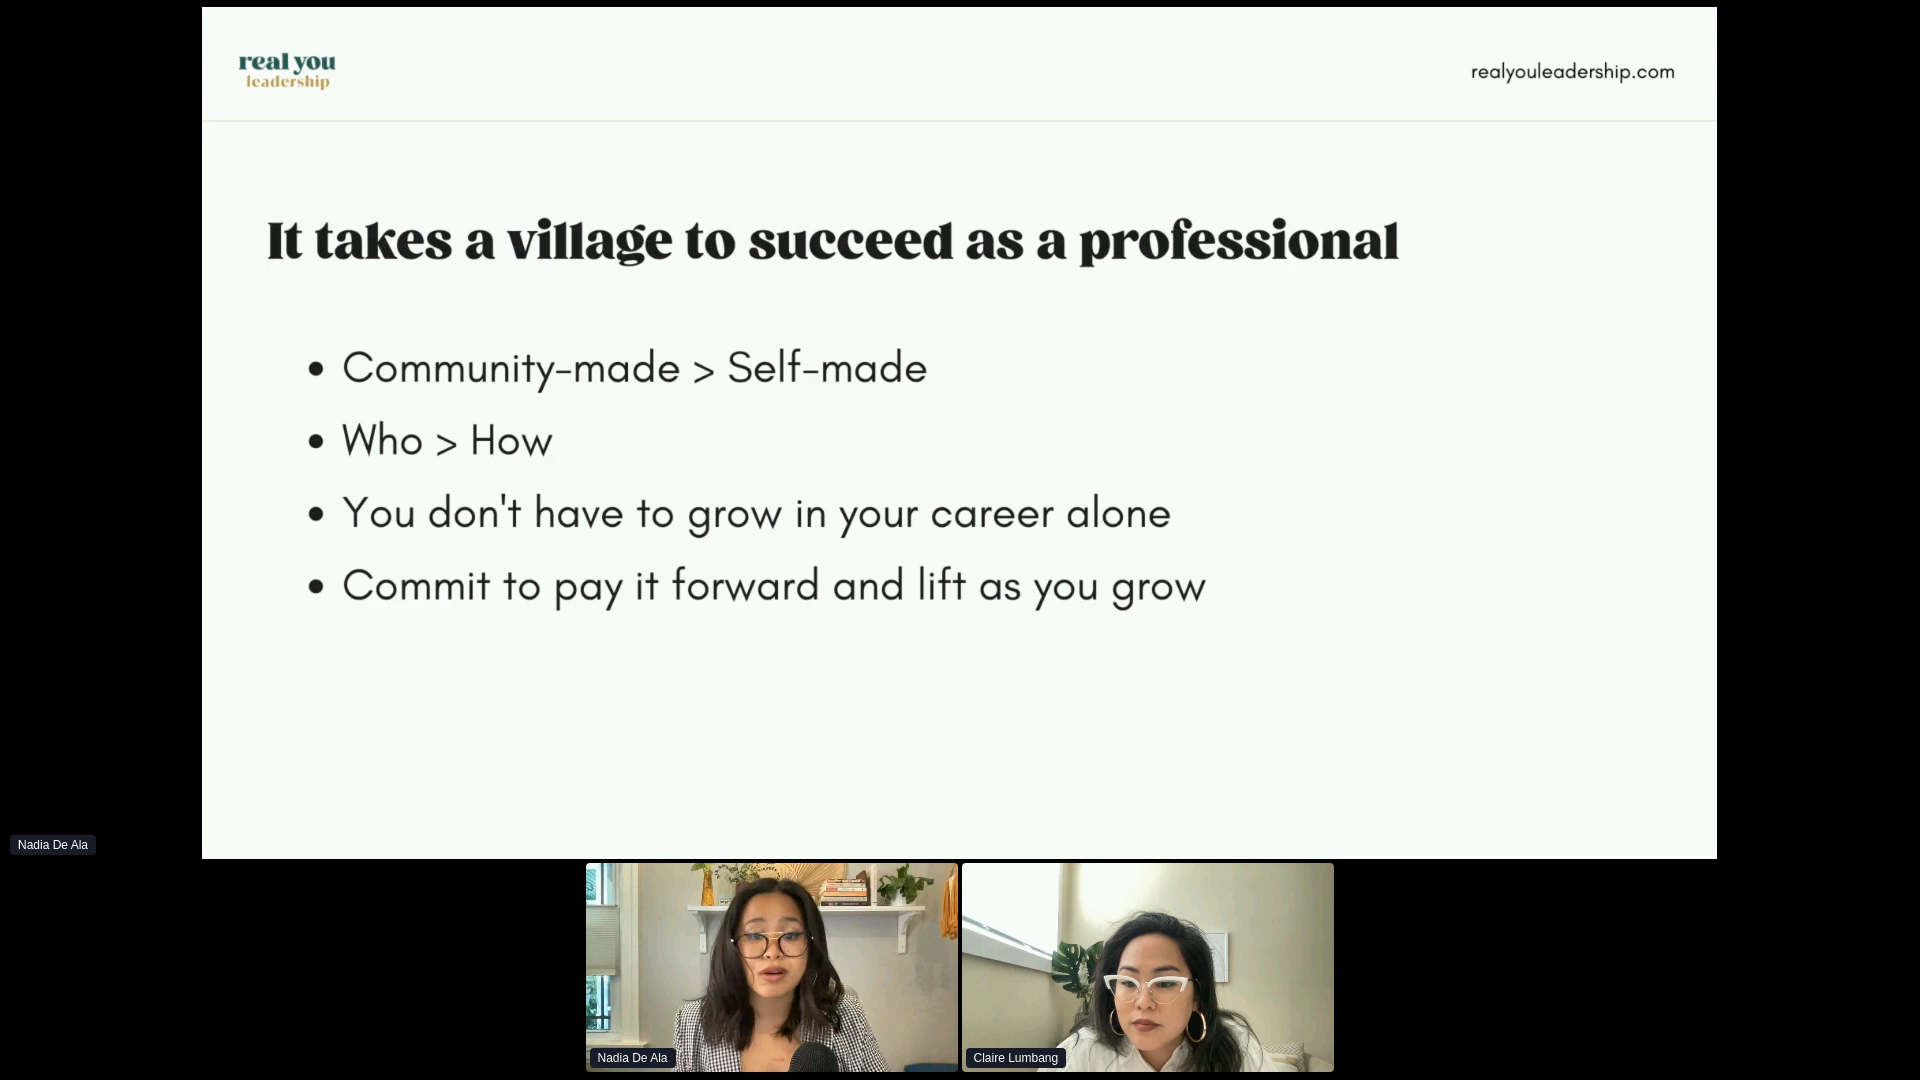 real you
leadership
realyouleadership.com
It takes a village to succeed as a professional
• Community-made > Self-made
• Who > How
• You don't have to grow in your career alone
• Commit to pay it forward and lift as you grow
Nadia De Ala
Nadia De Ala
Claire Lumbang